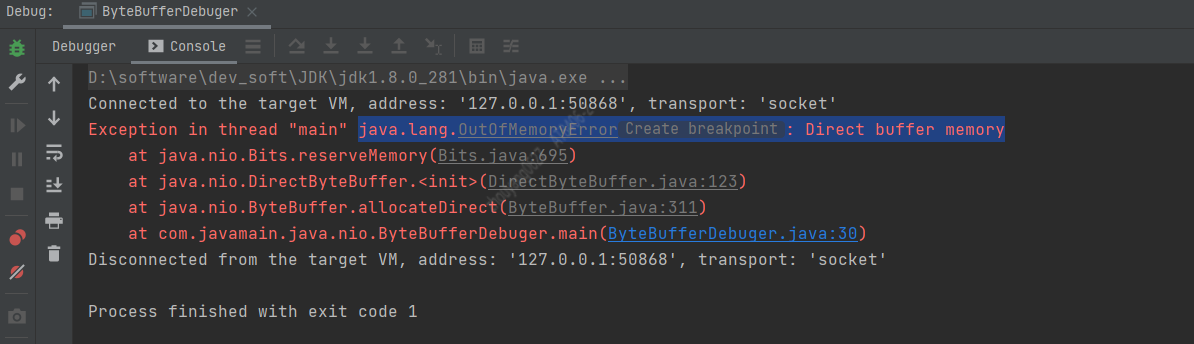 Debug: ByteBufferDebuger
Debugger Console
D:\software\dev_soft\JDK\jdk1.8.0_281\bin\java.exe ...
Connected to the target VM, address: '127.0.0.1:50868', transport: 'socket'
Exception in thread "main" java.lang.OutOfMemoryError Create breakpoint : Direct buffer memory
at java.nio.Bits.reserveMemory(Bits.java:695)
at java.nio.DirectByteBuffer.<init>(DirectByteBuffer.java:123)
at java.nio.ByteBuffer.allocateDirect(ByteBuffer.java:311)
at com.javamain.java.nio.ByteBufferDebuger.main(ByteBufferDebuger.java:30)
Disconnected from the target VM, address: '127.0.0.1:50868', transport: 'socket'
Process finished with exit code 1